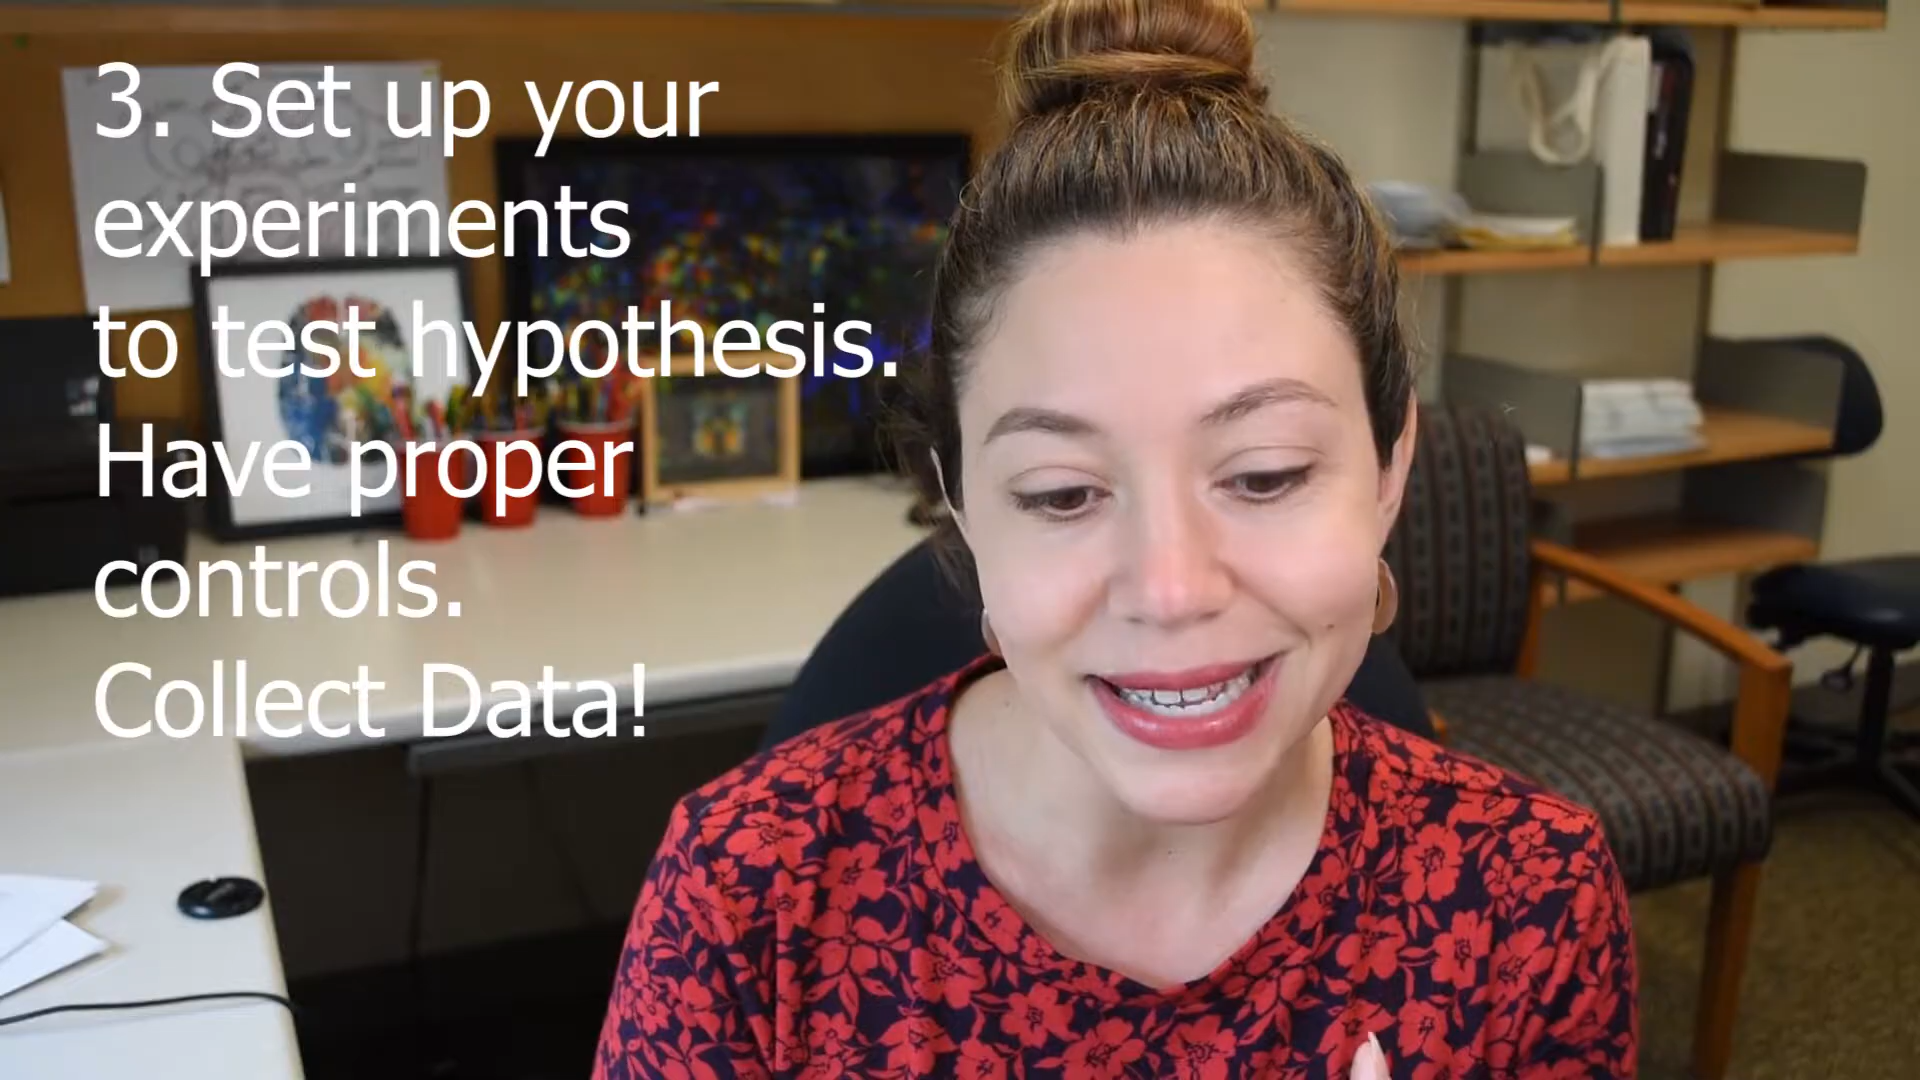 3. Set up your
experiments
to test hypothesis.
Have proper
controls.
Collect Data!